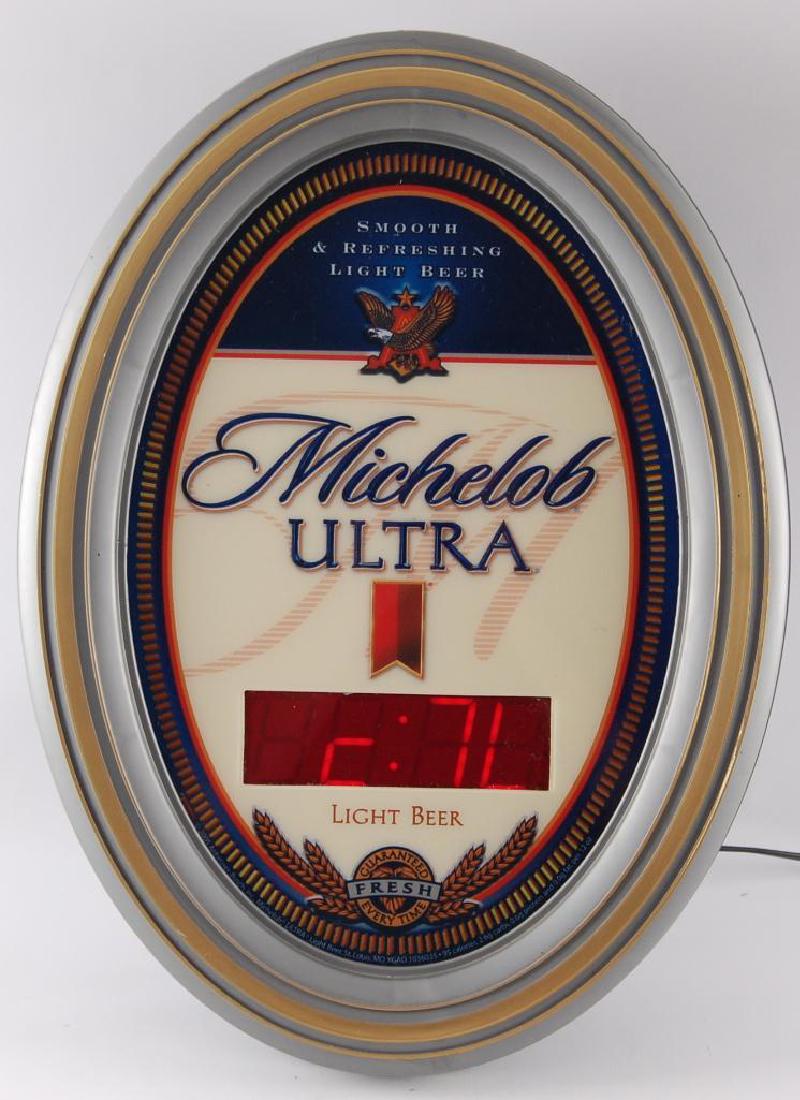 SMOOTH
& REFRESHING
LIGHT BEER
Michelob
ULTRA
LIGHT BEER
GUARANTEED
FRESH
EVERY TIME